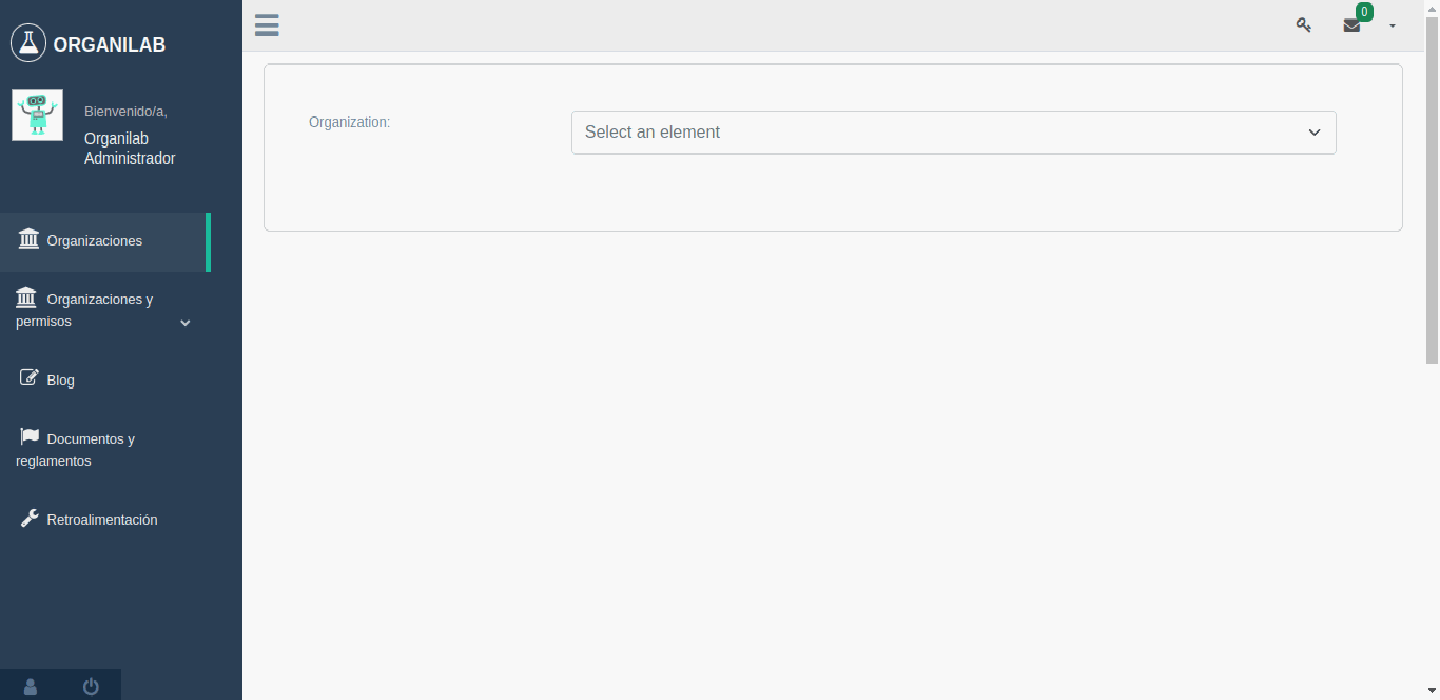 ORGANILAB
Bienvenido/a,
Organilab
Administrador
Organizaciones
Organizaciones y
permisos
Blog
Documentos y
reglamentos
Retroalimentación
0
Organization:
Select an element